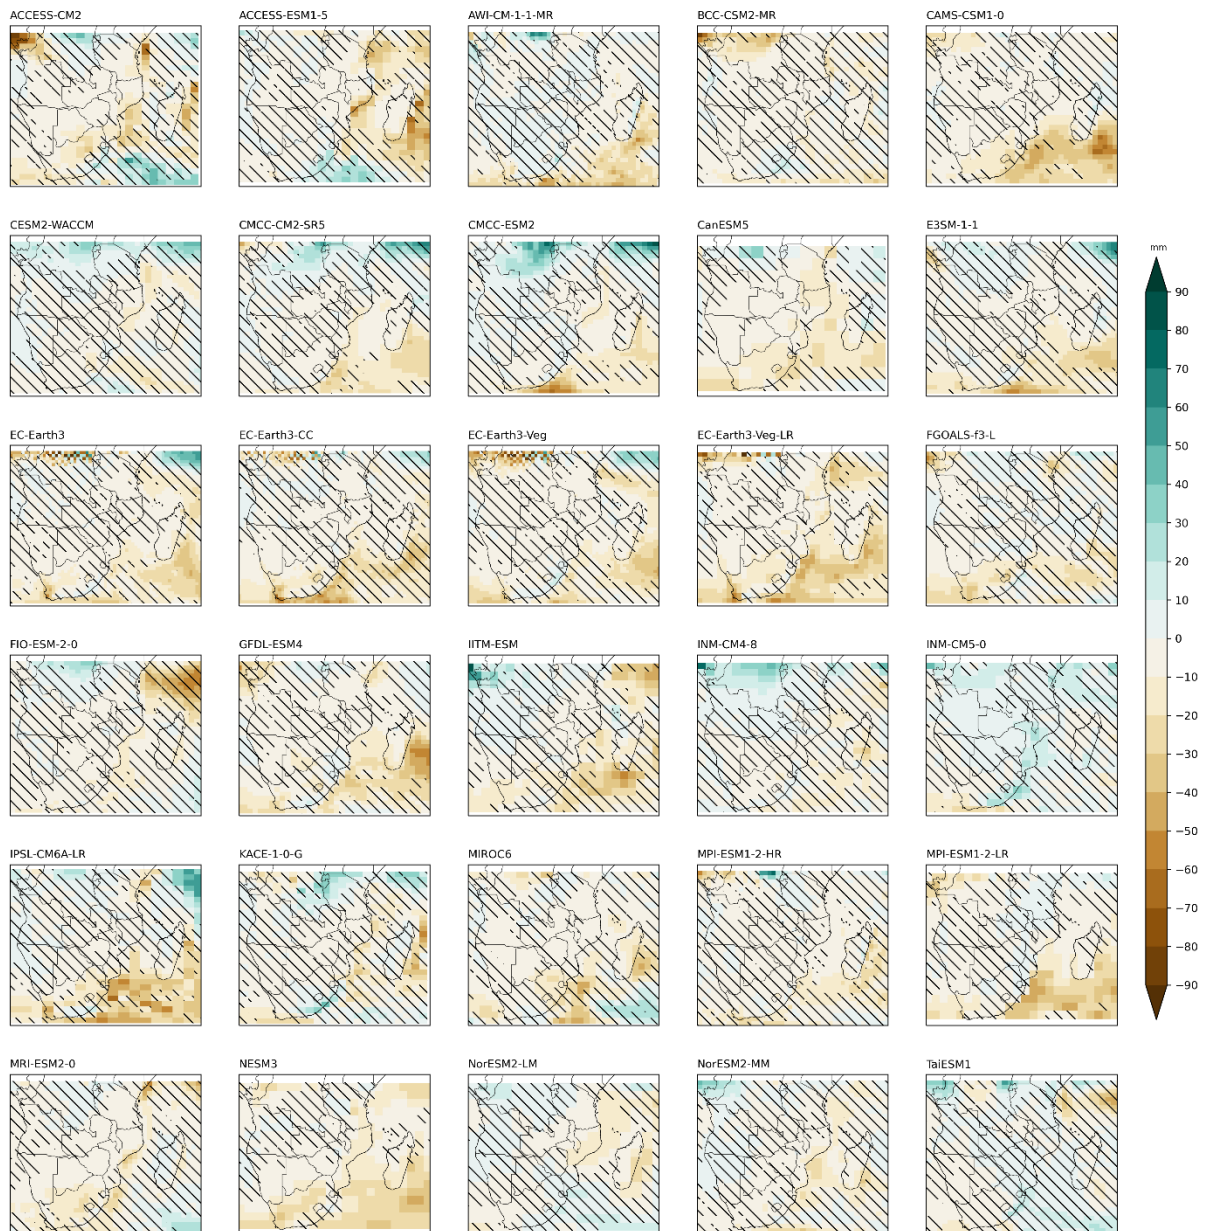 ACCESS-CM2 ACCESS-ESM1-5 AWI-CM-1-1-MR BCC-CSM2-MR CAMS-CSM1-0
CESM2-WACCM CMCC-CM2-SR5 CMCC-ESM2 CanESM5 E3SM-1-1
mm
90
80
70
60
50
40
30
20
10
0
−10
−20
−30
−40
−50
−60
−70
−80
−90
EC-Earth3 EC-Earth3-CC EC-Earth3-Veg EC-Earth3-Veg-LR FGOALS-f3-L
FIO-ESM-2-0 GFDL-ESM4 IITM-ESM INM-CM4-8 INM-CM5-0
IPSL-CM6A-LR KACE-1-0-G MIROC6 MPI-ESM1-2-HR MPI-ESM1-2-LR
MRI-ESM2-0 NESM3 NorESM2-LM NorESM2-MM TaiESM1